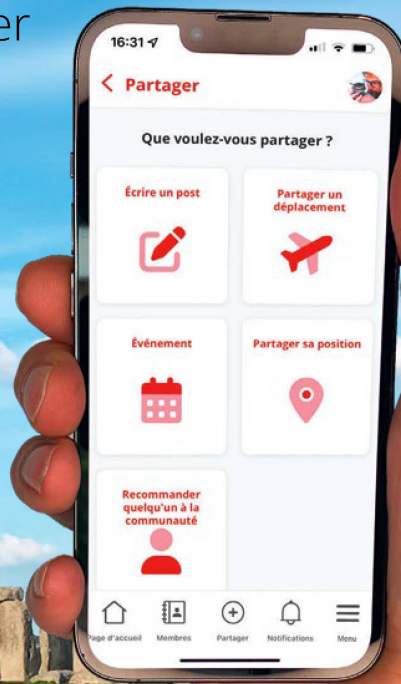 er
16:31
Partager
Que voulez-vous partager ?
Écrire un post
Partager un
déplacement
Événement
Partager sa position
Recommander
quelqu'un à la
communauté
Page d'accueil
Membres
Partager
Notifications
Menu